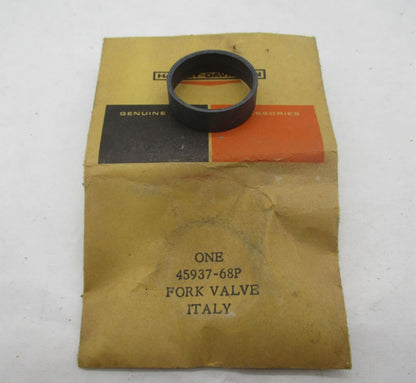 GENUINE
ONE
45937-68P
FORK VALVE
ITALY